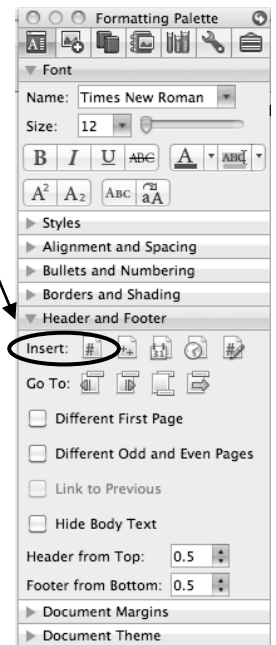 Formatting Palette
Font
Name: Times New Roman
Size: 12
B I U ABC A ABC
A² A₂ ABC aA
Styles
Alignment and Spacing
Bullets and Numbering
Borders and Shading
Header and Footer
Insert: # ++ #
Go To:
Different First Page
Different Odd and Even Pages
Link to Previous
Hide Body Text
Header from Top: 0.5
Footer from Bottom: 0.5
Document Margins
Document Theme